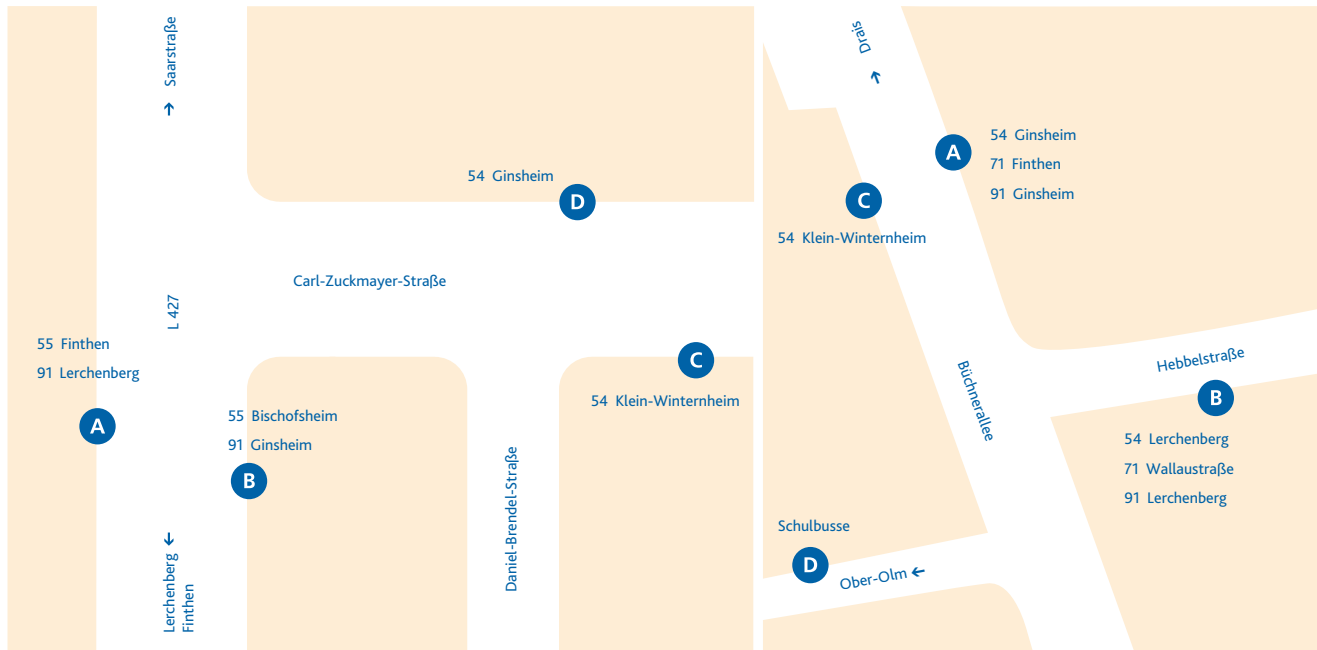 → Saarstraße
54 Ginsheim
D
Carl-Zuckmayer-Straße
L 427
55 Finthen
91 Lerchenberg
A
55 Bischofsheim
91 Ginsheim
B
C
54 Klein-Winternheim
Daniel-Brendel-Straße
Lerchenberg ←
Finthen
Drais
→
A
54 Ginsheim
71 Finthen
91 Ginsheim
C
54 Klein-Winternheim
Büchnerallee
Hebbelstraße
B
54 Lerchenberg
71 Wallaustraße
91 Lerchenberg
Schulbusse
D
Ober-Olm ←